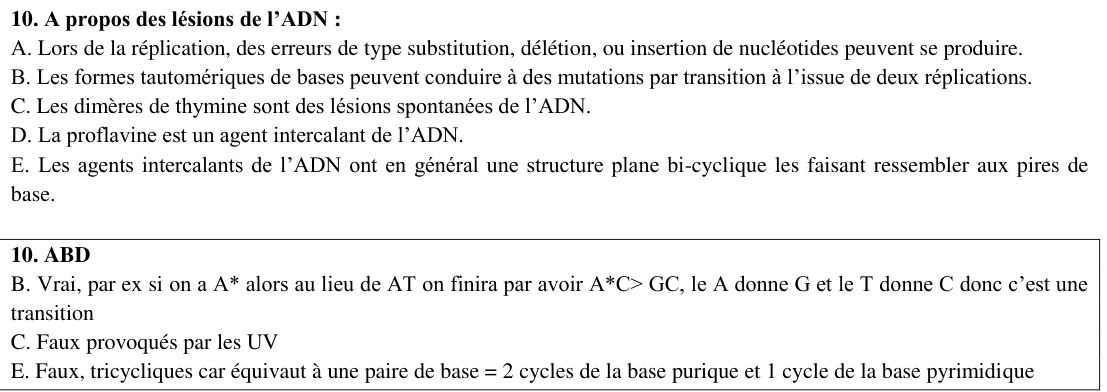 10. A propos des lésions de l'ADN :
A. Lors de la réplication, des erreurs de type substitution, délétion, ou insertion de nucléotides peuvent se produire.
B. Les formes tautomériques de bases peuvent conduire à des mutations par transition à l'issue de deux réplications.
C. Les dimères de thymine sont des lésions spontanées de l'ADN.
D. La proflavine est un agent intercalant de l'ADN.
E. Les agents intercalants de l'ADN ont en général une structure plane bi-cyclique les faisant ressembler aux pires de
base.
10. ABD
B. Vrai, par ex si on a A* alors au lieu de AT on finira par avoir A*C> GC, le A donne G et le T donne C donc c'est une
transition
C. Faux provoqués par les UV
E. Faux, tricycliques car équivaut à une paire de base = 2 cycles de la base purique et 1 cycle de la base pyrimidique